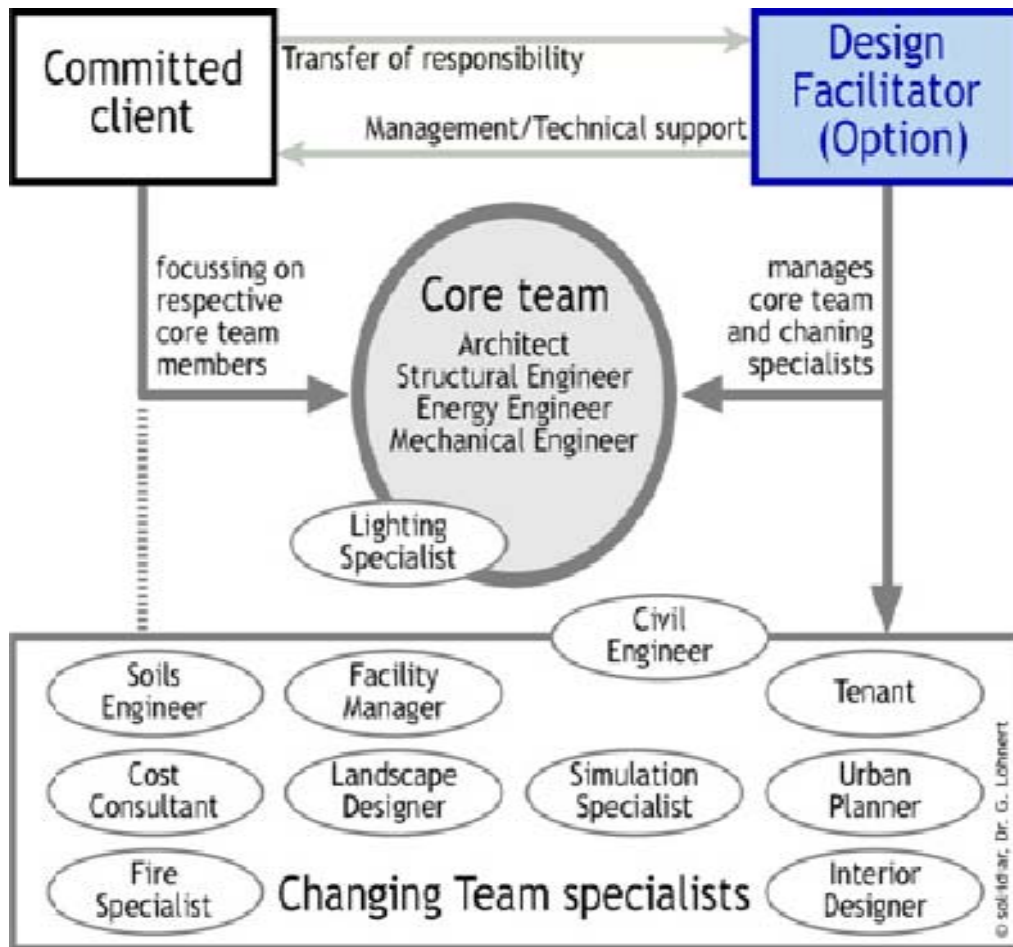 Committed
client
Transfer of responsibility
Management/Technical support
Design
Facilitator
(Option)
focussing on
respective
core team
members
Core team
Architect
Structural Engineer
Energy Engineer
Mechanical Engineer
manages
core team
and chaning
specialists
Lighting
Specialist
Civil
Engineer
Soils
Engineer
Facility
Manager
Tenant
Cost
Consultant
Landscape
Designer
Simulation
Specialist
Urban
Planner
Fire
Specialist
Changing Team specialists
Interior
Designer
© sol·id·ar, Dr. G. Löhnert